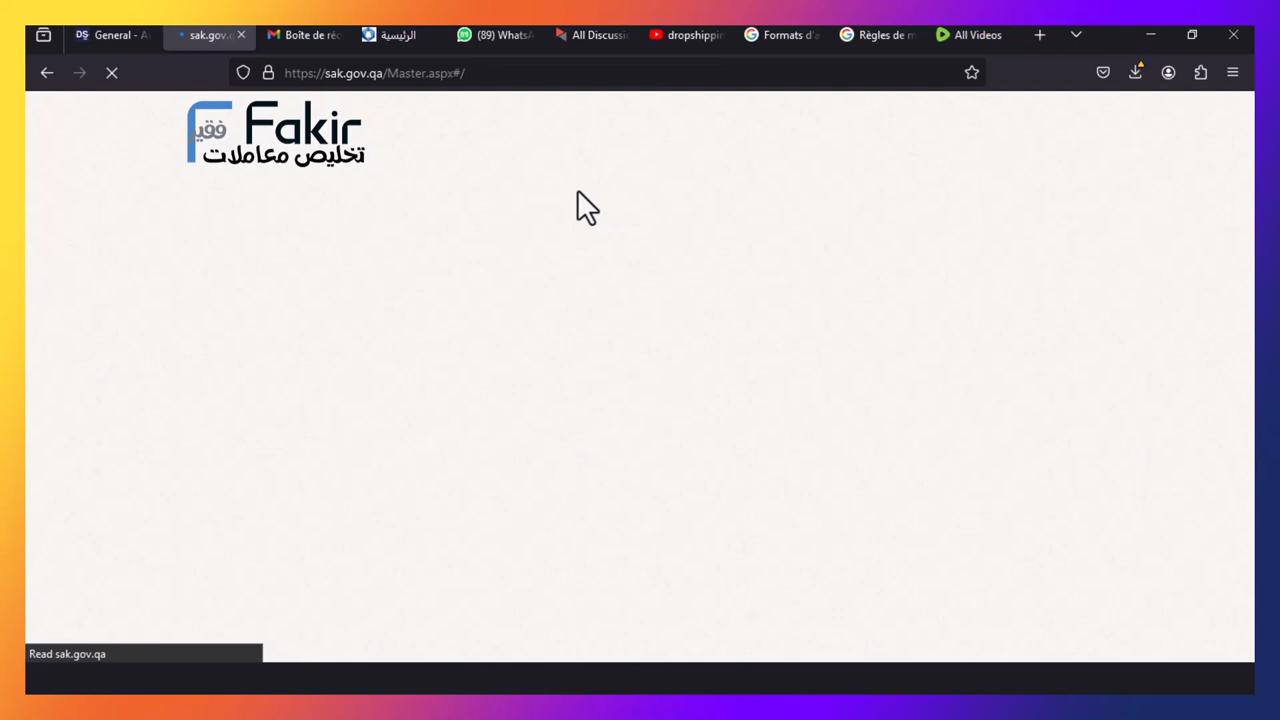 General - A
sak.gov.q
Boîte de réc
الرئيسية
(89) WhatsA
All Discussio
dropshippin
Formats d'a
Règles de m
All Videos
https://sak.gov.qa/Master.aspx#/
فقير Fakir
تخليص معاملات
Read sak.gov.qa